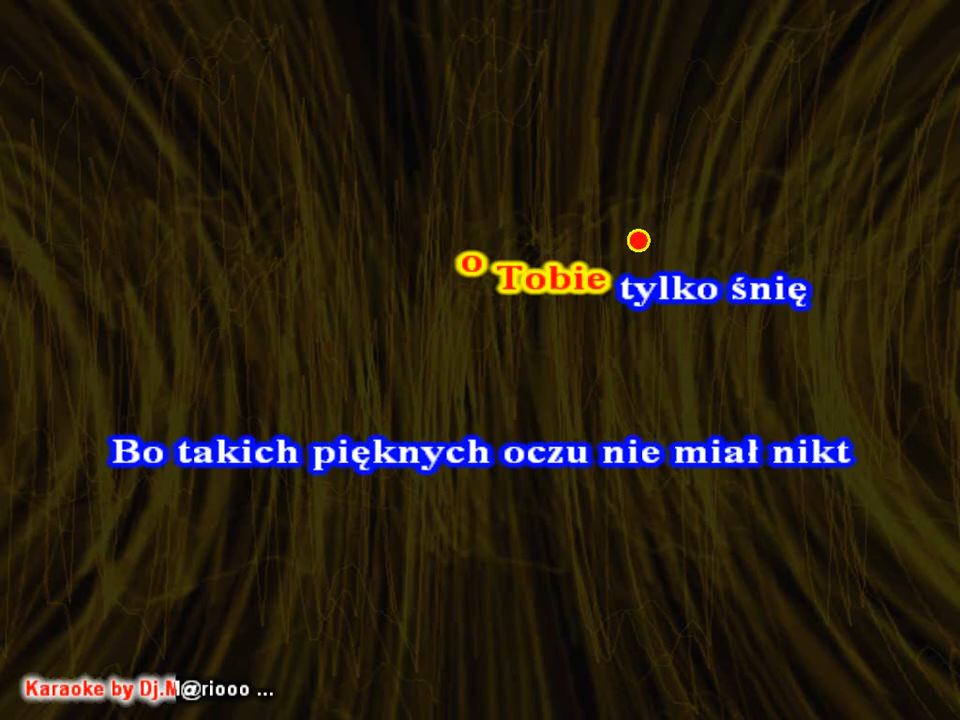 o Tobie tylko śnię
Bo takich pięknych oczu nie miał nikt
Karaoke by Dj.M@riooo ...